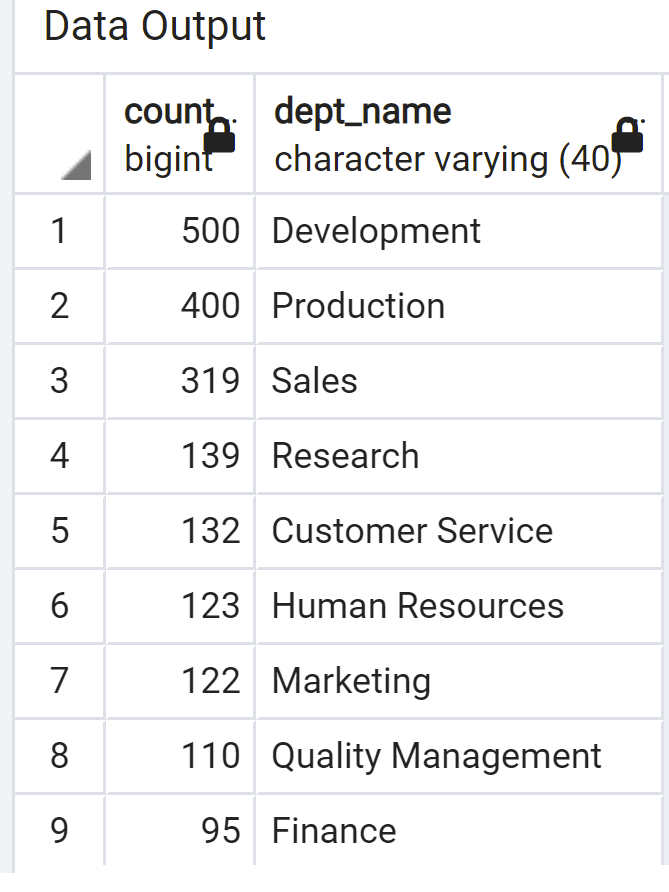 Data Output
count dept_name
bigint character varying (40)
1 500 Development
2 400 Production
3 319 Sales
4 139 Research
5 132 Customer Service
6 123 Human Resources
7 122 Marketing
8 110 Quality Management
9 95 Finance